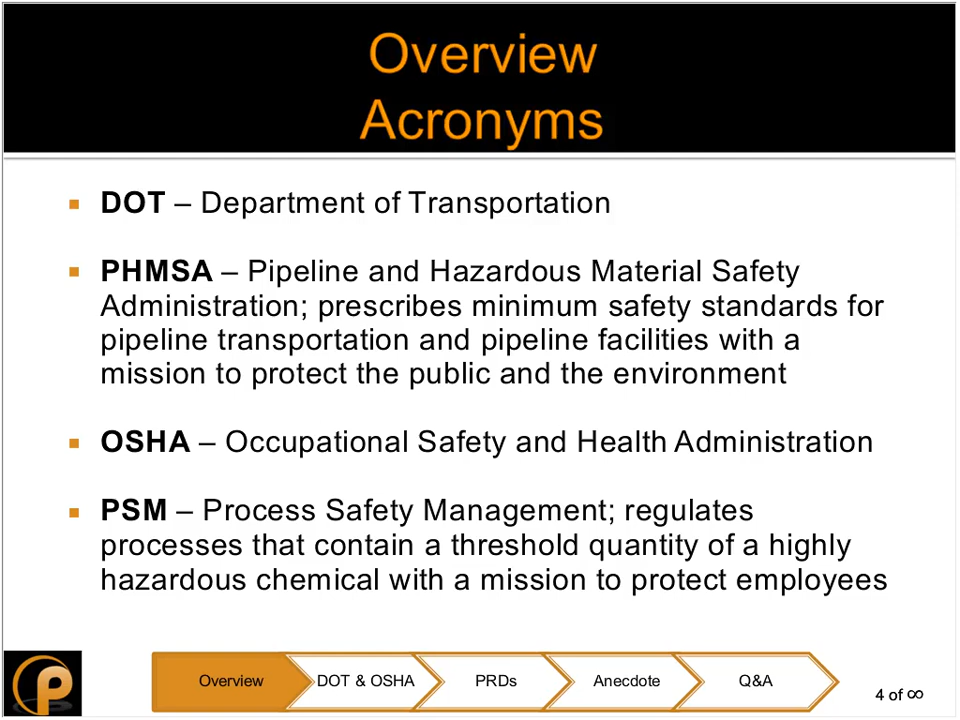 Overview
Acronyms
▪ DOT – Department of Transportation
▪ PHMSA – Pipeline and Hazardous Material Safety
Administration; prescribes minimum safety standards for
pipeline transportation and pipeline facilities with a
mission to protect the public and the environment
▪ OSHA – Occupational Safety and Health Administration
▪ PSM – Process Safety Management; regulates
processes that contain a threshold quantity of a highly
hazardous chemical with a mission to protect employees
P
Overview DOT & OSHA PRDs Anecdote Q&A
4 of ∞